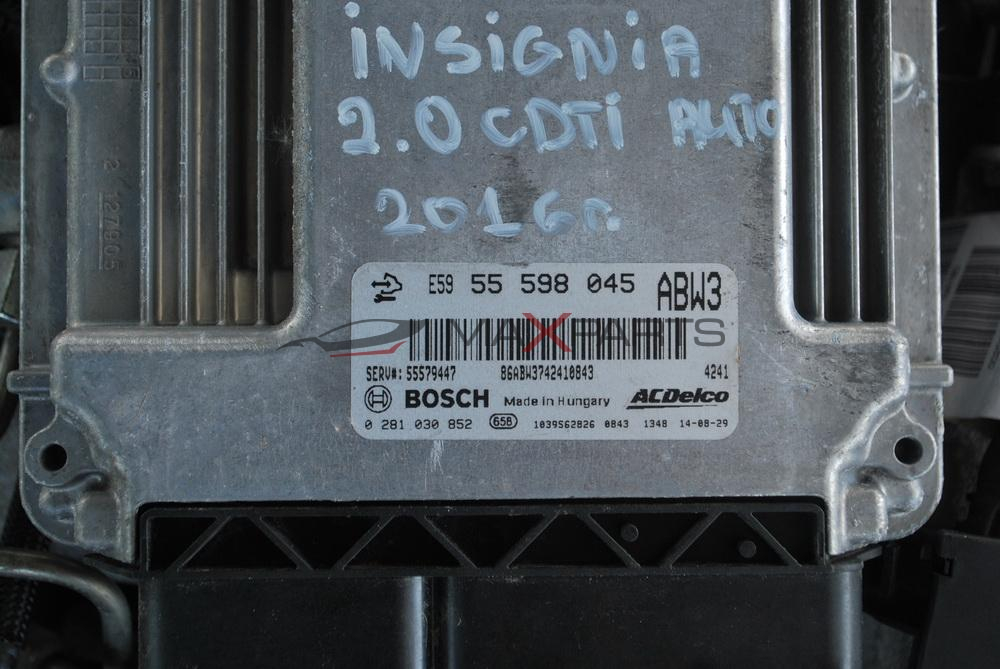 iNSiGNiA
2.0 CDTi AUTO
2016г.
E59 55 598 045 ABW3
MAXPARTS
SERV#: 55579447 86ABW3742410843 4241
BOSCH Made in Hungary ACDelco
0 281 030 852 658 1039S62826 0843 1348 14-08-29